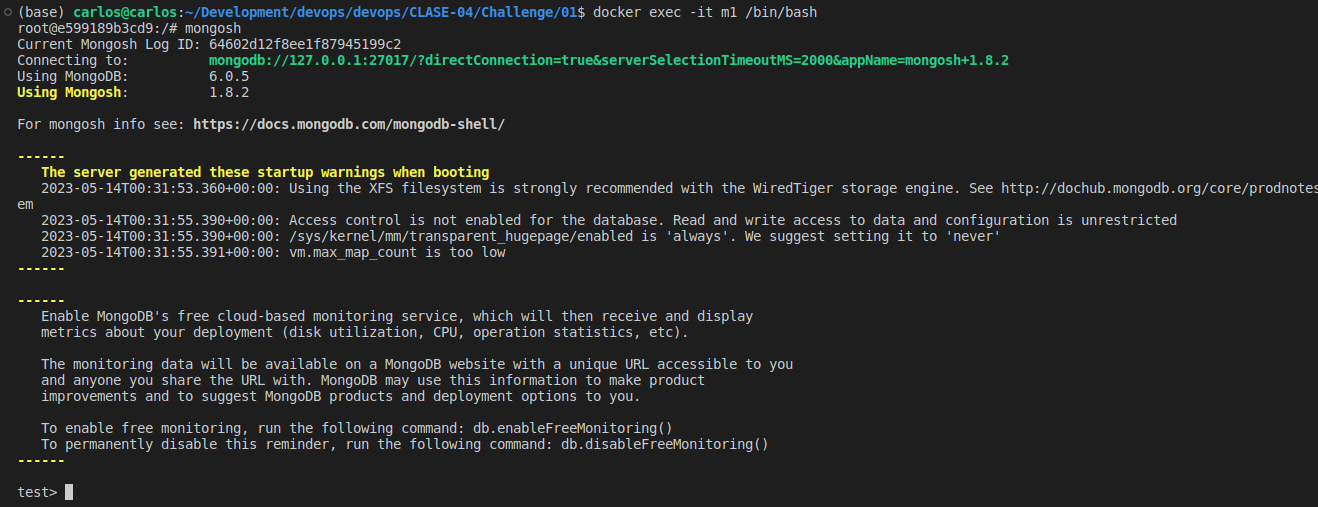 (base) carlos@carlos:~/Development/devops/devops/CLASE-04/Challenge/01$ docker exec -it m1 /bin/bash
root@e599189b3cd9:/# mongosh
Current Mongosh Log ID: 64602d12f8ee1f87945199c2
Connecting to:          mongodb://127.0.0.1:27017/?directConnection=true&serverSelectionTimeoutMS=2000&appName=mongosh+1.8.2
Using MongoDB:          6.0.5
Using Mongosh:          1.8.2
For mongosh info see: https://docs.mongodb.com/mongodb-shell/
------
The server generated these startup warnings when booting
2023-05-14T00:31:53.360+00:00: Using the XFS filesystem is strongly recommended with the WiredTiger storage engine. See http://dochub.mongodb.org/core/prodnotes
em
2023-05-14T00:31:55.390+00:00: Access control is not enabled for the database. Read and write access to data and configuration is unrestricted
2023-05-14T00:31:55.390+00:00: /sys/kernel/mm/transparent_hugepage/enabled is 'always'. We suggest setting it to 'never'
2023-05-14T00:31:55.391+00:00: vm.max_map_count is too low
------
------
Enable MongoDB's free cloud-based monitoring service, which will then receive and display
metrics about your deployment (disk utilization, CPU, operation statistics, etc).
The monitoring data will be available on a MongoDB website with a unique URL accessible to you
and anyone you share the URL with. MongoDB may use this information to make product
improvements and to suggest MongoDB products and deployment options to you.
To enable free monitoring, run the following command: db.enableFreeMonitoring()
To permanently disable this reminder, run the following command: db.disableFreeMonitoring()
------
test>